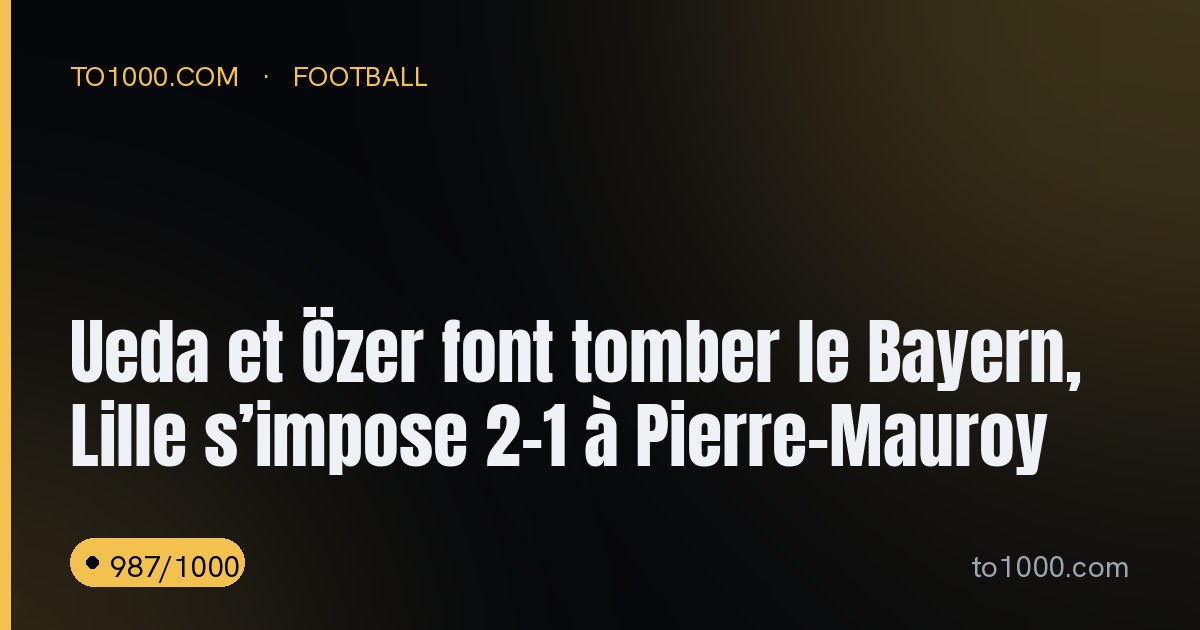 TO1000.COM · FOOTBALL
Ueda et Özer font tomber le Bayern,
Lille s’impose 2-1 à Pierre-Mauroy
987/1000
to1000.com